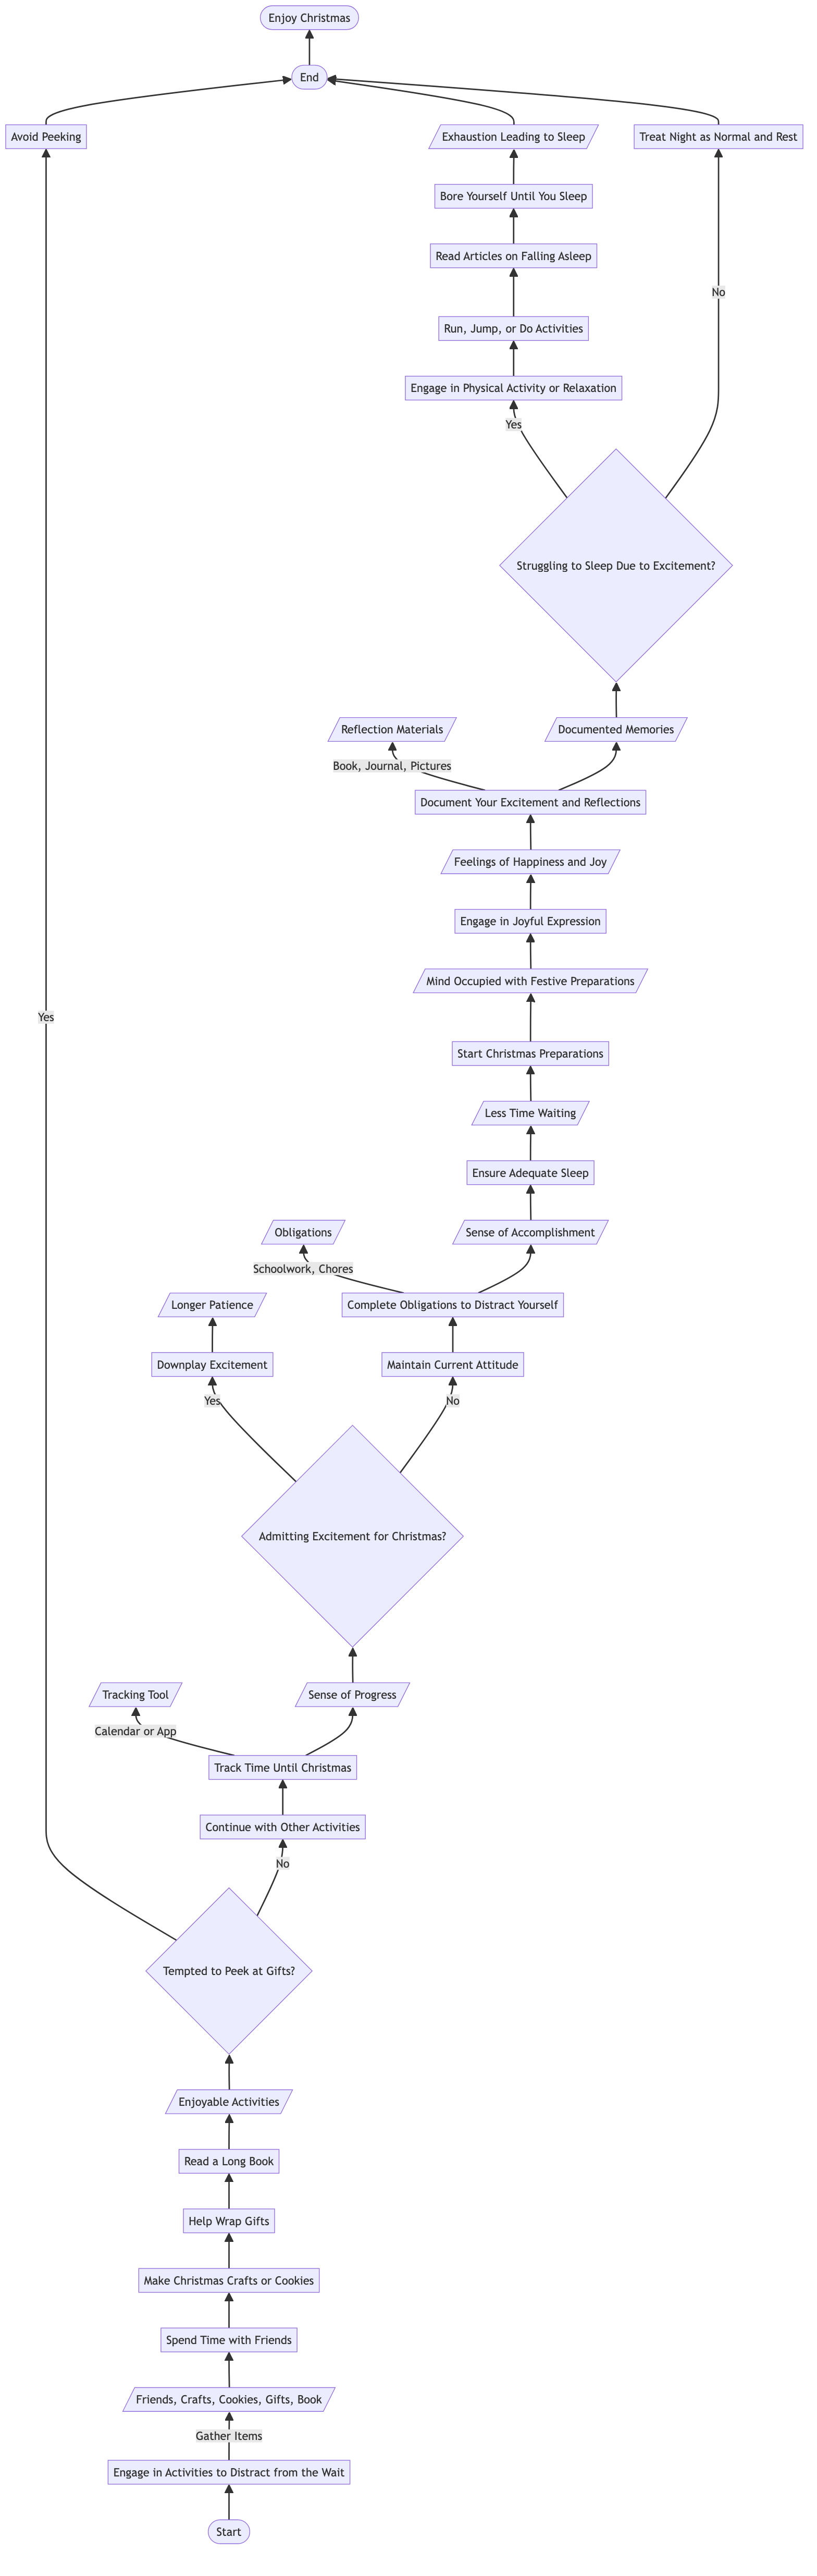 Enjoy Christmas
End
Avoid Peeking
Exhaustion Leading to Sleep
Treat Night as Normal and Rest
Bore Yourself Until You Sleep
Read Articles on Falling Asleep
No
Run, Jump, or Do Activities
Engage in Physical Activity or Relaxation
Yes
Struggling to Sleep Due to Excitement?
Reflection Materials
Documented Memories
Book, Journal, Pictures
Document Your Excitement and Reflections
Feelings of Happiness and Joy
Engage in Joyful Expression
Mind Occupied with Festive Preparations
Yes
Start Christmas Preparations
Less Time Waiting
Ensure Adequate Sleep
Obligations
Sense of Accomplishment
Schoolwork, Chores
Longer Patience
Complete Obligations to Distract Yourself
Downplay Excitement
Maintain Current Attitude
Yes
No
Admitting Excitement for Christmas?
Tracking Tool
Sense of Progress
Calendar or App
Track Time Until Christmas
Continue with Other Activities
No
Tempted to Peek at Gifts?
Enjoyable Activities
Read a Long Book
Help Wrap Gifts
Make Christmas Crafts or Cookies
Spend Time with Friends
Friends, Crafts, Cookies, Gifts, Book
Gather Items
Engage in Activities to Distract from the Wait
Start